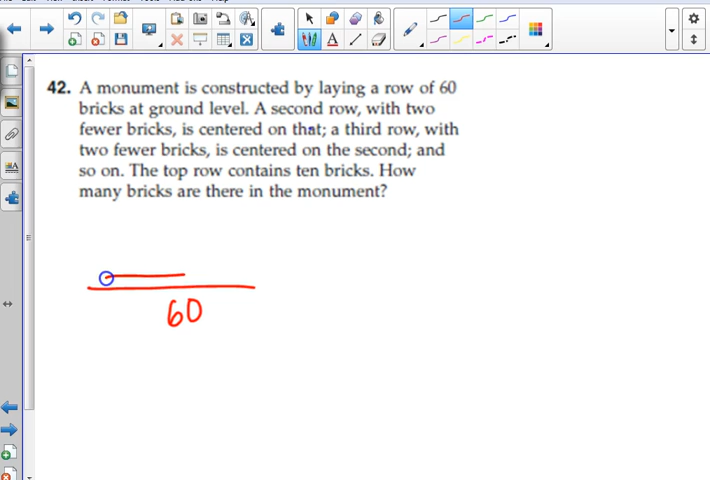 42. A monument is constructed by laying a row of 60
bricks at ground level. A second row, with two
fewer bricks, is centered on that; a third row, with
two fewer bricks, is centered on the second; and
so on. The top row contains ten bricks. How
many bricks are there in the monument?
60